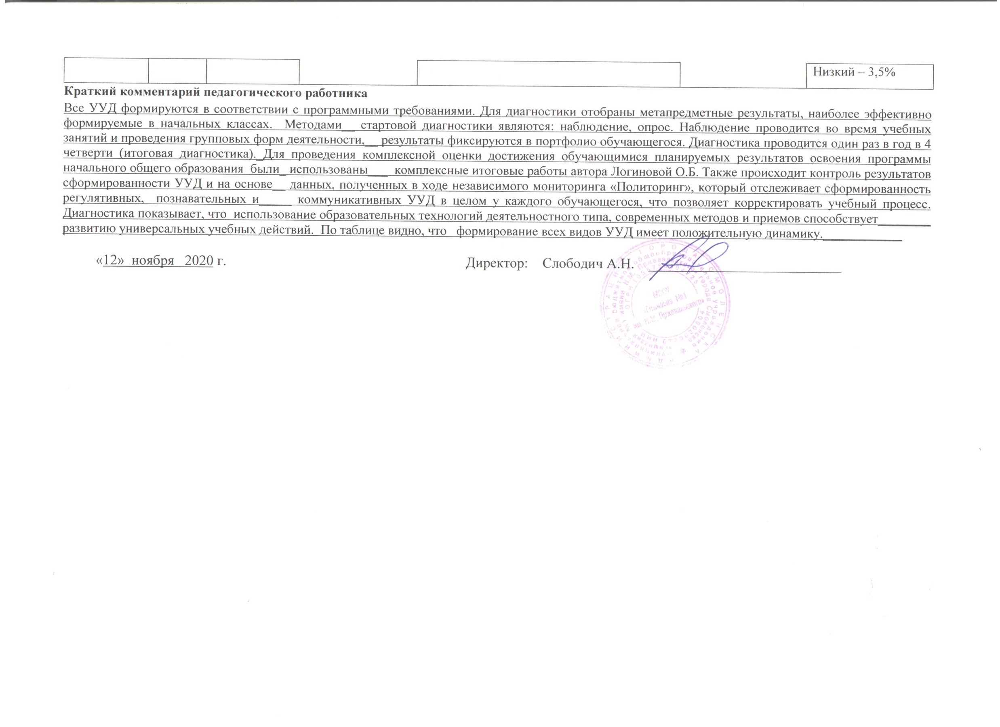 Низкий – 3,5%
Краткий комментарий педагогического работника
Все УУД формируются в соответствии с программными требованиями. Для диагностики отобраны метапредметные результаты, наиболее эффективно
формируемые в начальных классах. Методами__ стартовой диагностики являются: наблюдение, опрос. Наблюдение проводится во время учебных
занятий и проведения групповых форм деятельности,__ результаты фиксируются в портфолио обучающегося. Диагностика проводится один раз в год в 4
четверти (итоговая диагностика)._Для проведения комплексной оценки достижения обучающимися планируемых результатов освоения программы
начального общего образования были_ использованы___ комплексные итоговые работы автора Логиновой О.Б. Также происходит контроль результатов
сформированности УУД и на основе__ данных, полученных в ходе независимого мониторинга «Политоринг», который отслеживает сформированность
регулятивных, познавательных и_____ коммуникативных УУД в целом у каждого обучающегося, что позволяет корректировать учебный процесс.
Диагностика показывает, что использование образовательных технологий деятельностного типа, современных методов и приемов способствует________
развитию универсальных учебных действий. По таблице видно, что формирование всех видов УУД имеет положительную динамику.____________
«12» ноября 2020 г. Директор: Слободич А.Н.
МБОУ
«Гимназия №1
им. Н.М. Пржевальского»